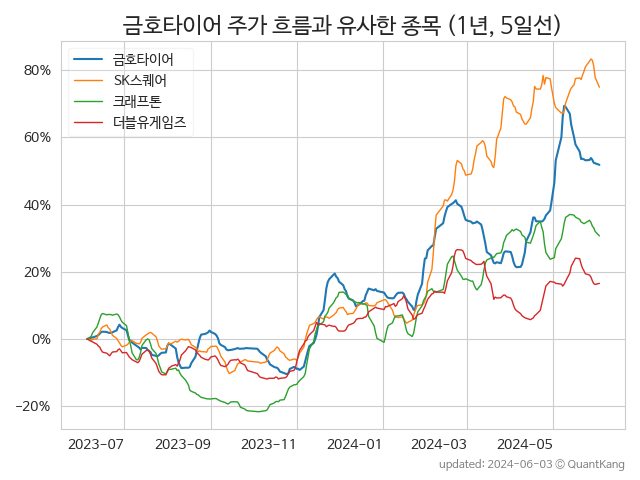 금호타이어 주가 흐름과 유사한 종목 (1년, 5일선)
금호타이어
SK스퀘어
크래프톤
더블유게임즈
80%
60%
40%
20%
0%
−20%
2023-07 2023-09 2023-11 2024-01 2024-03 2024-05
updated: 2024-06-03 © QuantKang